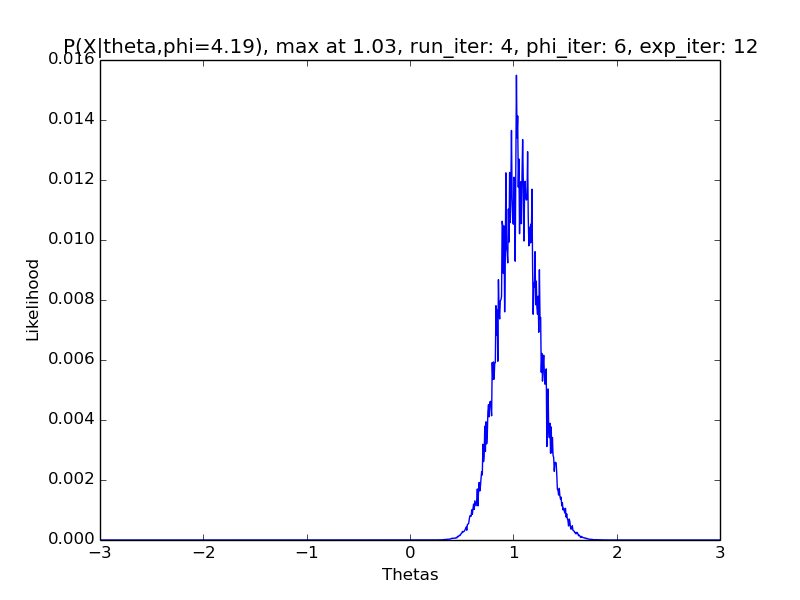 P(X|theta,phi=4.19), max at 1.03, run_iter: 4, phi_iter: 6, exp_iter: 12
0.016
0.014
0.012
0.010
0.008
0.006
0.004
0.002
0.000
Likelihood
−3 −2 −1 0 1 2 3
Thetas